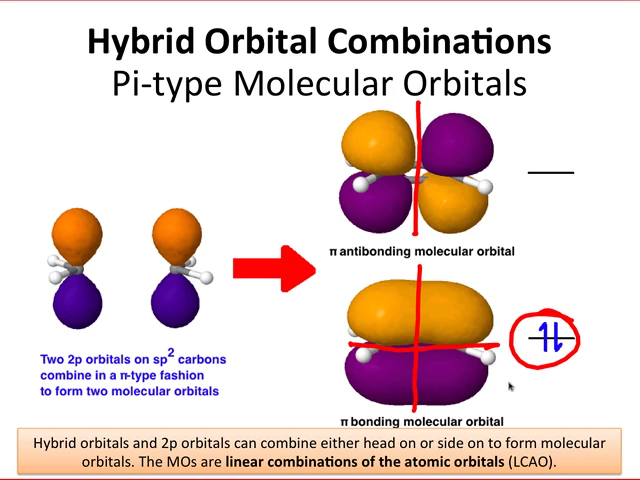 Hybrid Orbital Combinations
Pi-type Molecular Orbitals
π antibonding molecular orbital
Two 2p orbitals on sp² carbons
combine in a π-type fashion
to form two molecular orbitals
π bonding molecular orbital
Hybrid orbitals and 2p orbitals can combine either head on or side on to form molecular
orbitals. The MOs are linear combinations of the atomic orbitals (LCAO).